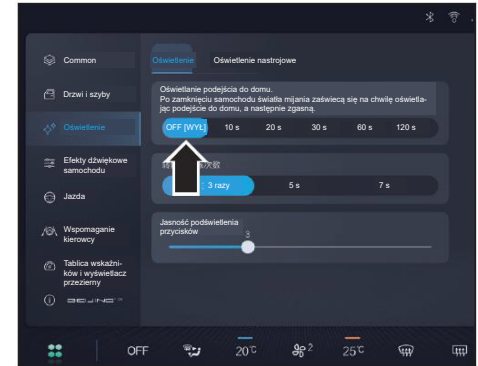 Common
Oświetlenie
Oświetlenie nastrojowe
Drzwi i szyby
Oświetlanie podejścia do domu.
Po zamknięciu samochodu światła mijania zaświecą się na chwilę oświetla-
jąc podejście do domu, a następnie zgasną.
Oświetlenie
OFF [WYŁ]
10 s
20 s
30 s
60 s
120 s
Efekty dźwiękowe
samochodu
次数
3 razy
5 s
7 s
Jazda
Wspomaganie
kierowcy
Jasność podświetlenia
przycisków
3
Tablica wskaźni-
ków i wyświetlacz
przezierny
BEIJING
OFF
20°C
2
25°C